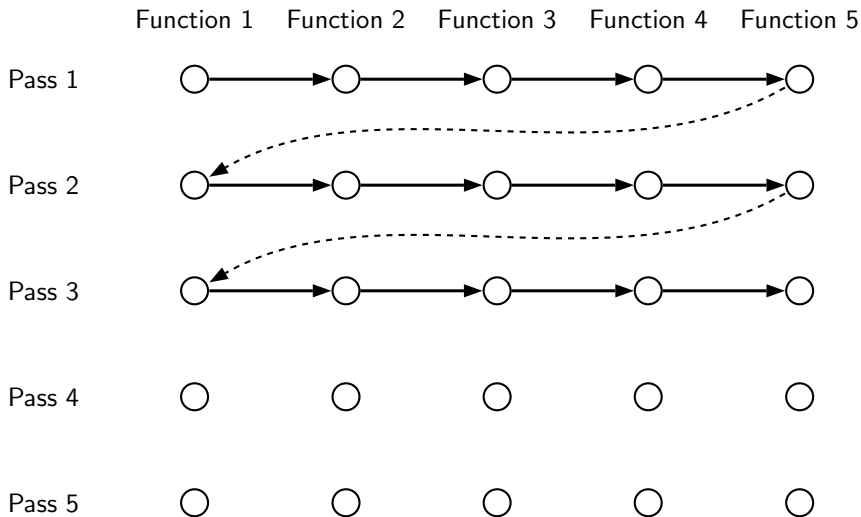 Function 1 Function 2 Function 3 Function 4 Function 5
Pass 1
Pass 2
Pass 3
Pass 4
Pass 5